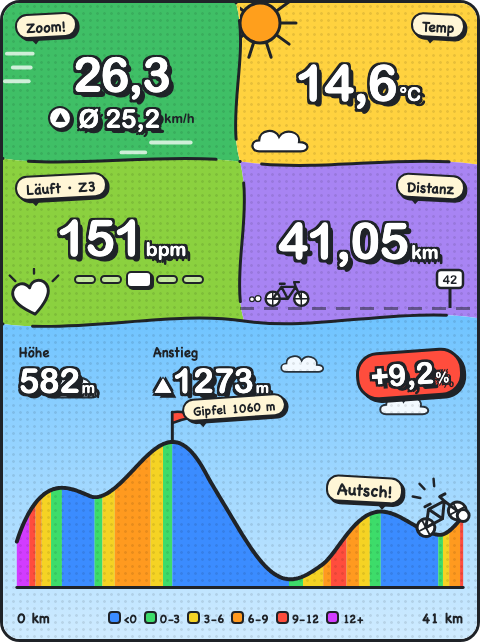 Zoom!
26,3
Ø 25,2 km/h
Temp
14,6 °C
Läuft · Z3
151 bpm
Distanz
41,05 km
42
Höhe
582 m
Anstieg
▲1273 m
+9,2 %
Gipfel 1060 m
Autsch!
0 km
<0 0-3 3-6 6-9 9-12 12+
41 km